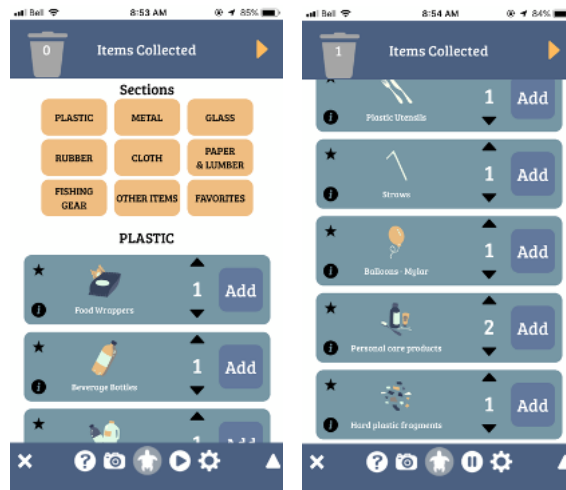 Bell 8:53 AM 85%
0
Items Collected
Sections
PLASTIC METAL GLASS
RUBBER CLOTH PAPER
& LUMBER
FISHING
GEAR OTHER ITEMS FAVORITES
PLASTIC
1 Add
Food Wrappers
1 Add
Beverage Bottles
Bell 8:54 AM 84%
1
Items Collected
1 Add
Plastic Utensils
1 Add
Straws
1 Add
Balloons - Mylar
2 Add
Personal care products
1 Add
Hard plastic fragments